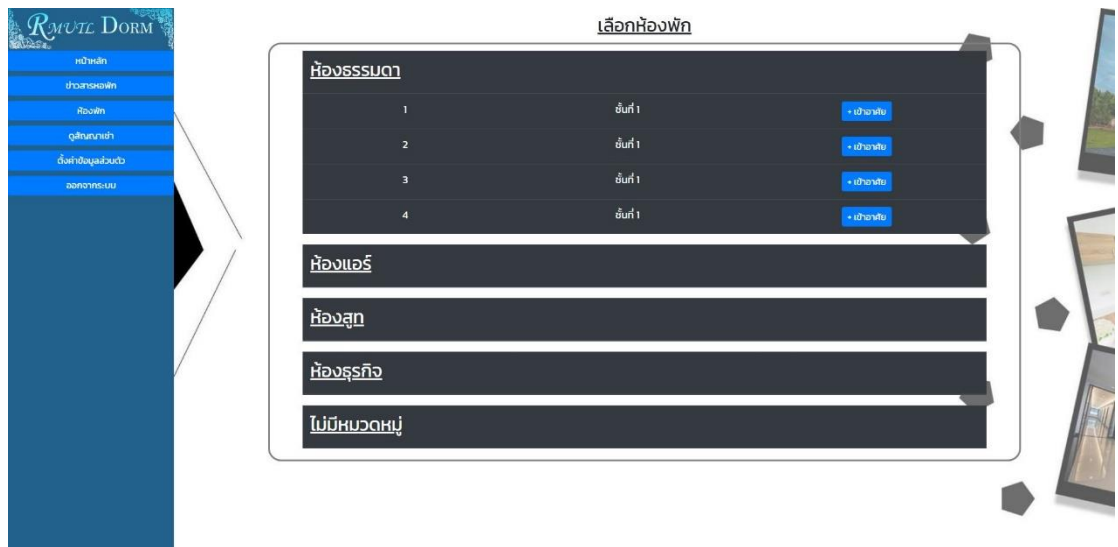 RMUTL DORM
หน้าหลัก
ข่าวสารหอพัก
ห้องพัก
ดูสัญญาเช่า
ตั้งค่าข้อมูลส่วนตัว
ออกจากระบบ
เลือกห้องพัก
ห้องธรรมดา
1 ชั้นที่ 1 + เข้าอาศัย
2 ชั้นที่ 1 + เข้าอาศัย
3 ชั้นที่ 1 + เข้าอาศัย
4 ชั้นที่ 1 + เข้าอาศัย
ห้องแอร์
ห้องสูท
ห้องธุรกิจ
ไม่มีหมวดหมู่